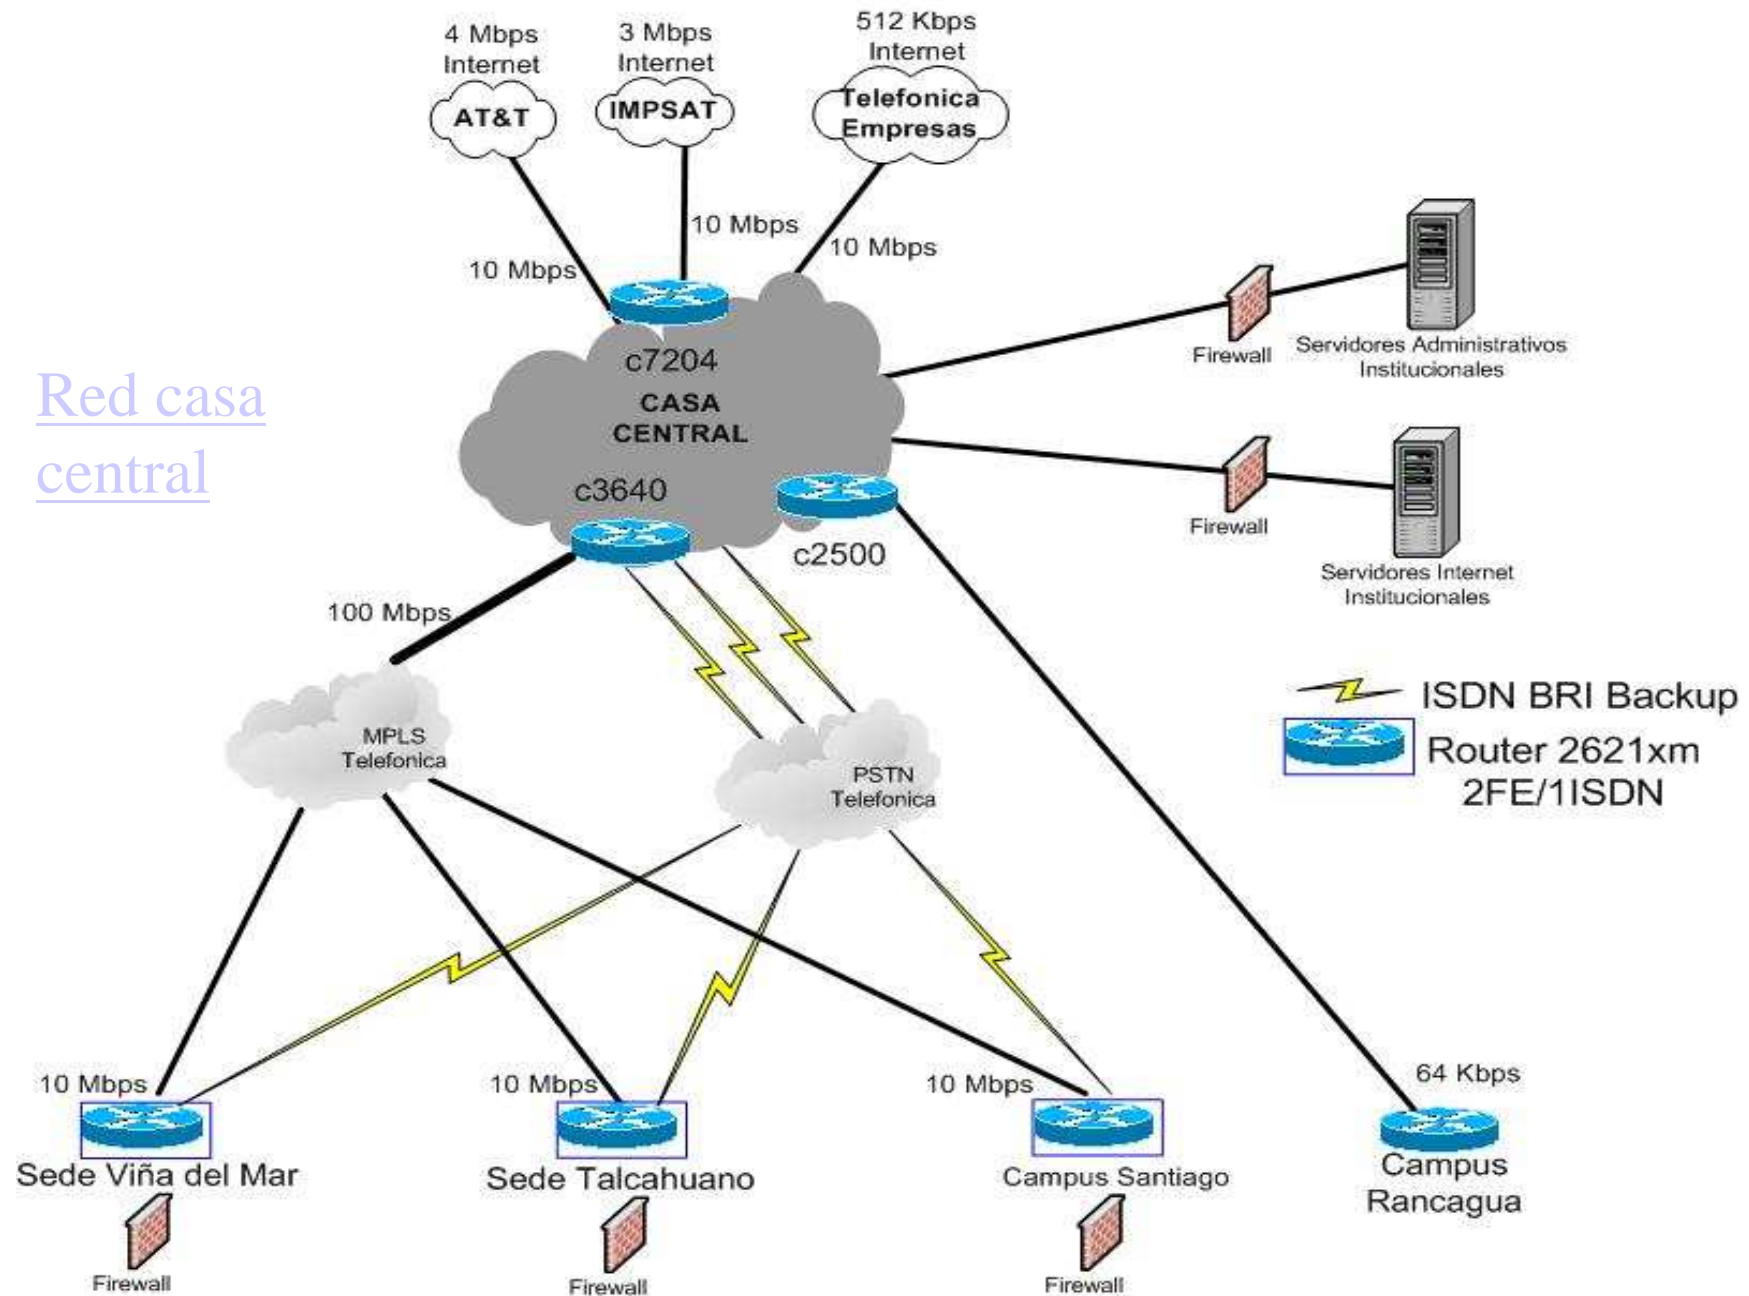 4 Mbps
Internet
AT&T
3 Mbps
Internet
IMPSAT
512 Kbps
Internet
Telefonica
Empresas
10 Mbps
10 Mbps
10 Mbps
Red casa
central
c7204
CASA
CENTRAL
c3640
c2500
Firewall
Servidores Administrativos
Institucionales
Firewall
Servidores Internet
Institucionales
100 Mbps
MPLS
Telefonica
PSTN
Telefonica
ISDN BRI Backup
Router 2621xm
2FE/1ISDN
10 Mbps
Sede Viña del Mar
Firewall
10 Mbps
Sede Talcahuano
Firewall
10 Mbps
Campus Santiago
Firewall
64 Kbps
Campus
Rancagua